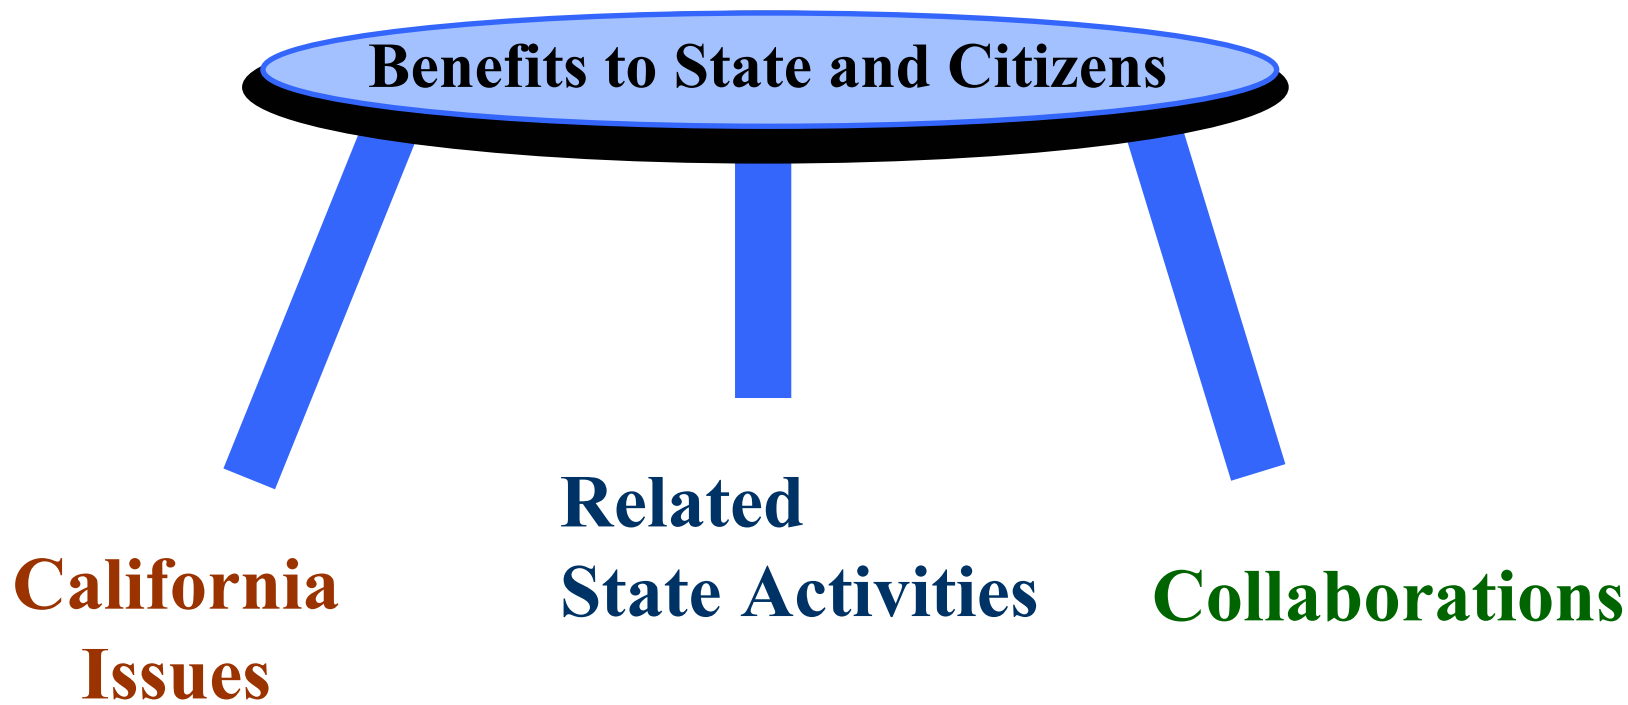 Benefits to State and Citizens
California
Issues
Related
State Activities
Collaborations